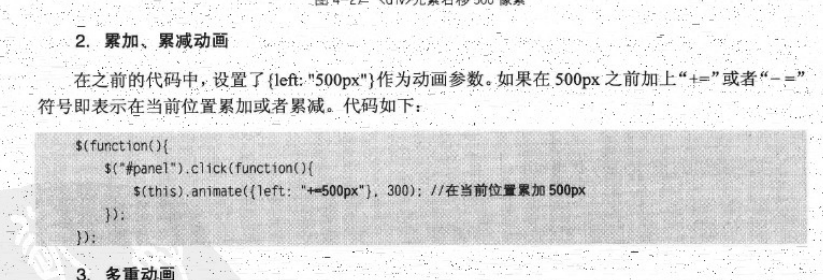 2. 累加、累减动画
在之前的代码中，设置了{left: "500px"}作为动画参数。如果在 500px 之前加上“+=”或者“-=”
符号即表示在当前位置累加或者累减。代码如下：
$(function(){
$("#panel").click(function(){
$(this).animate({left: "+=500px"}, 300); //在当前位置累加 500px
});
});
3. 多重动画